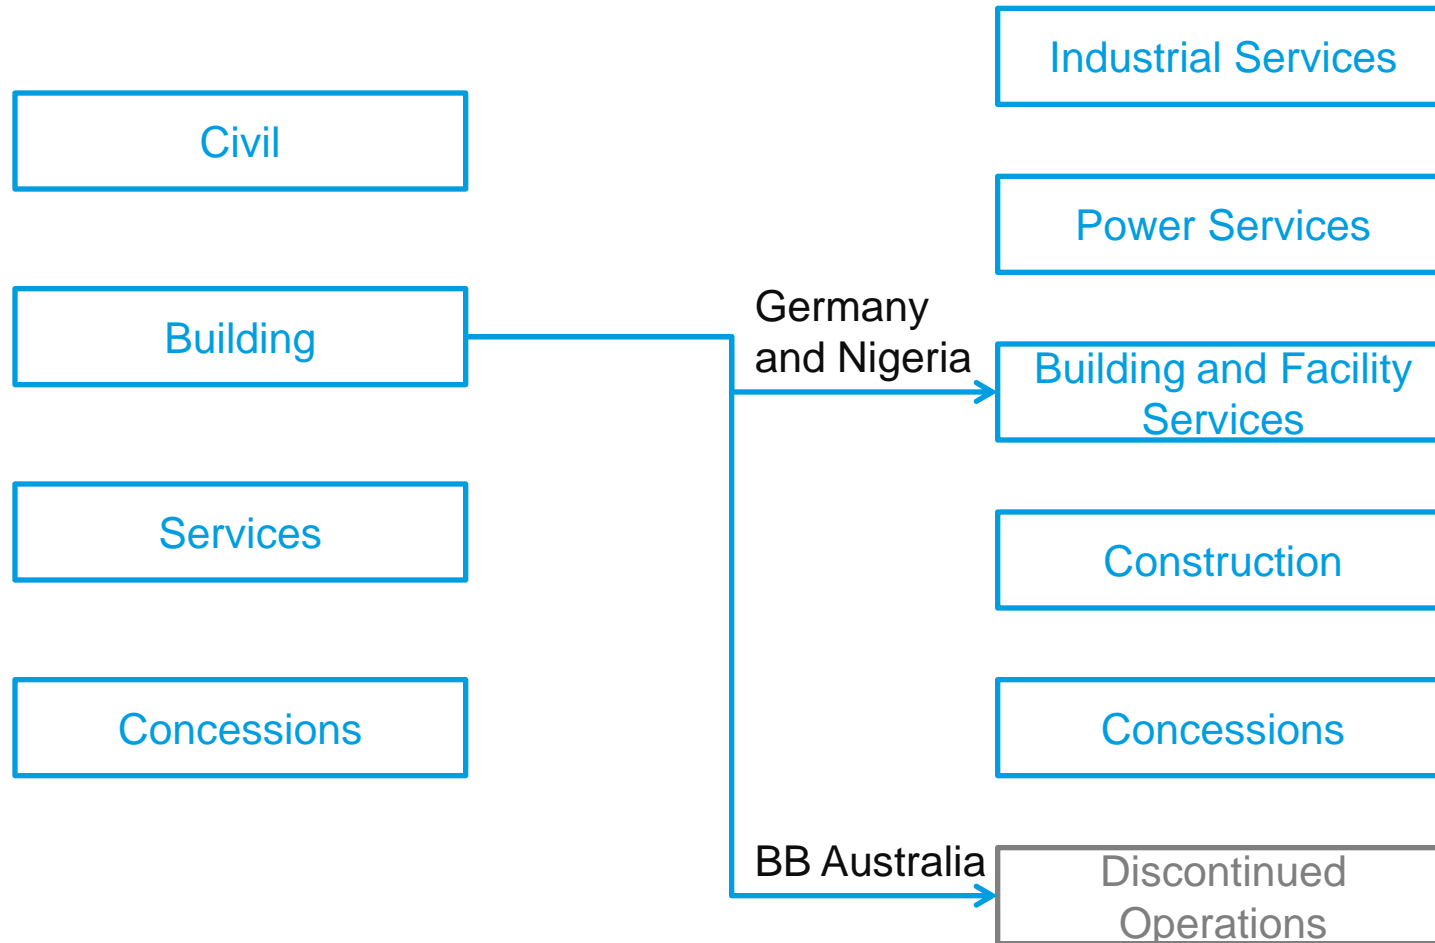 Civil
Building
Services
Concessions
Germany
and Nigeria
BB Australia
Industrial Services
Power Services
Building and Facility
Services
Construction
Concessions
Discontinued
Operations